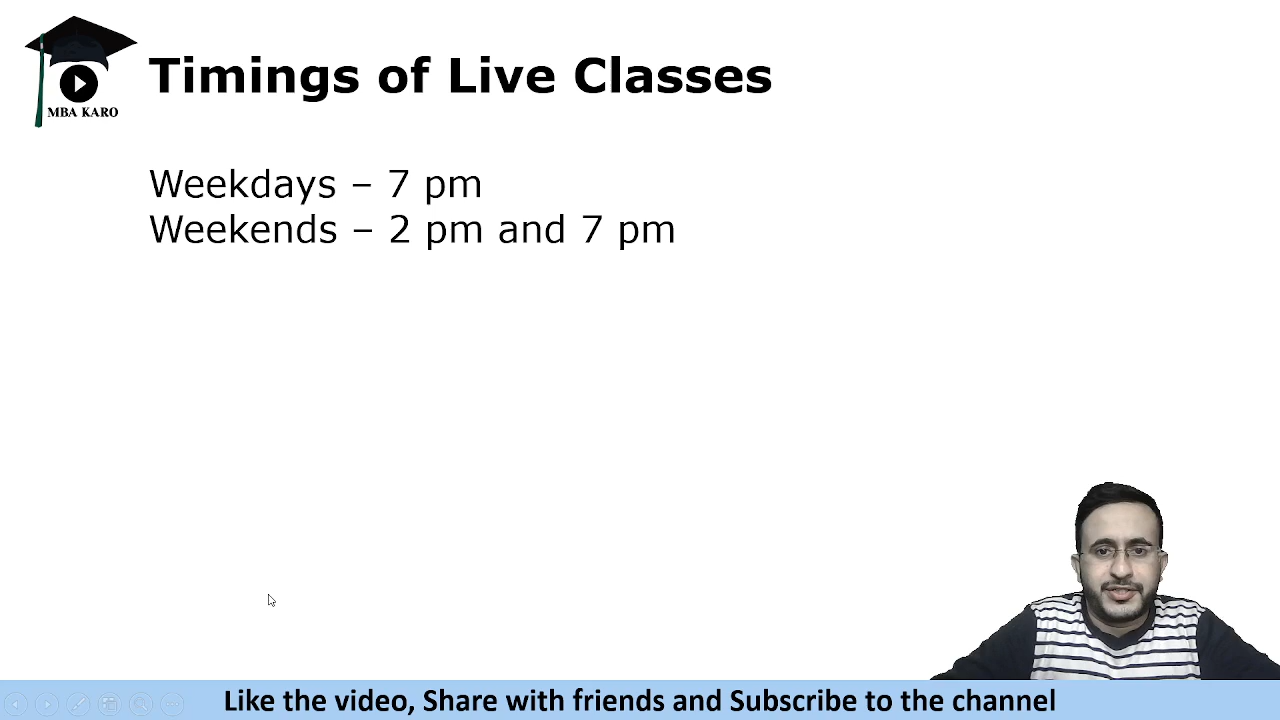 MBA KARO
Timings of Live Classes
Weekdays – 7 pm
Weekends – 2 pm and 7 pm
Like the video, Share with friends and Subscribe to the channel